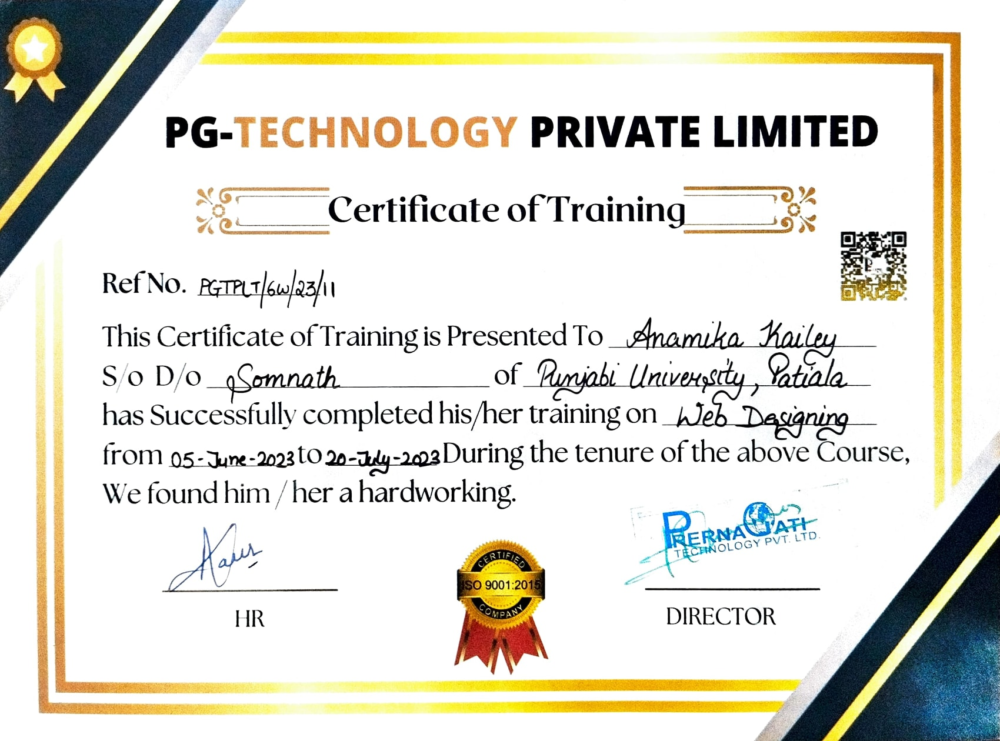 PG-TECHNOLOGY PRIVATE LIMITED
Certificate of Training
Ref No. PGTPLT/6W/23/11
This Certificate of Training is Presented To Anamika Kailey
S/o D/o Somnath of Punjabi University, Patiala
has Successfully completed his/her training on Web Designing
from 05-June-2023 to 20-July-2023 During the tenure of the above Course,
We found him / her a hardworking.
PRERNAGATI
TECHNOLOGY PVT. LTD.
CERTIFIED
ISO 9001:2015
COMPANY
HR
DIRECTOR